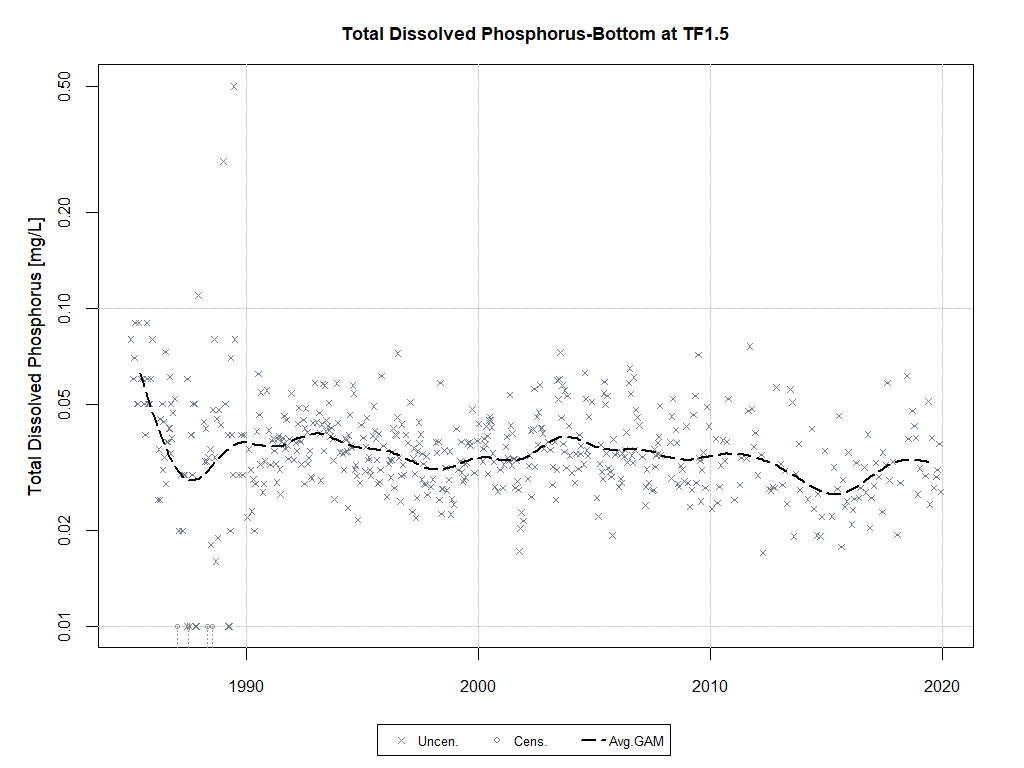 Total Dissolved Phosphorus-Bottom at TF1.5
Total Dissolved Phosphorus [mg/L]
0.50
0.20
0.10
0.05
0.02
0.01
1990 2000 2010 2020
Uncen. Cens. Avg.GAM